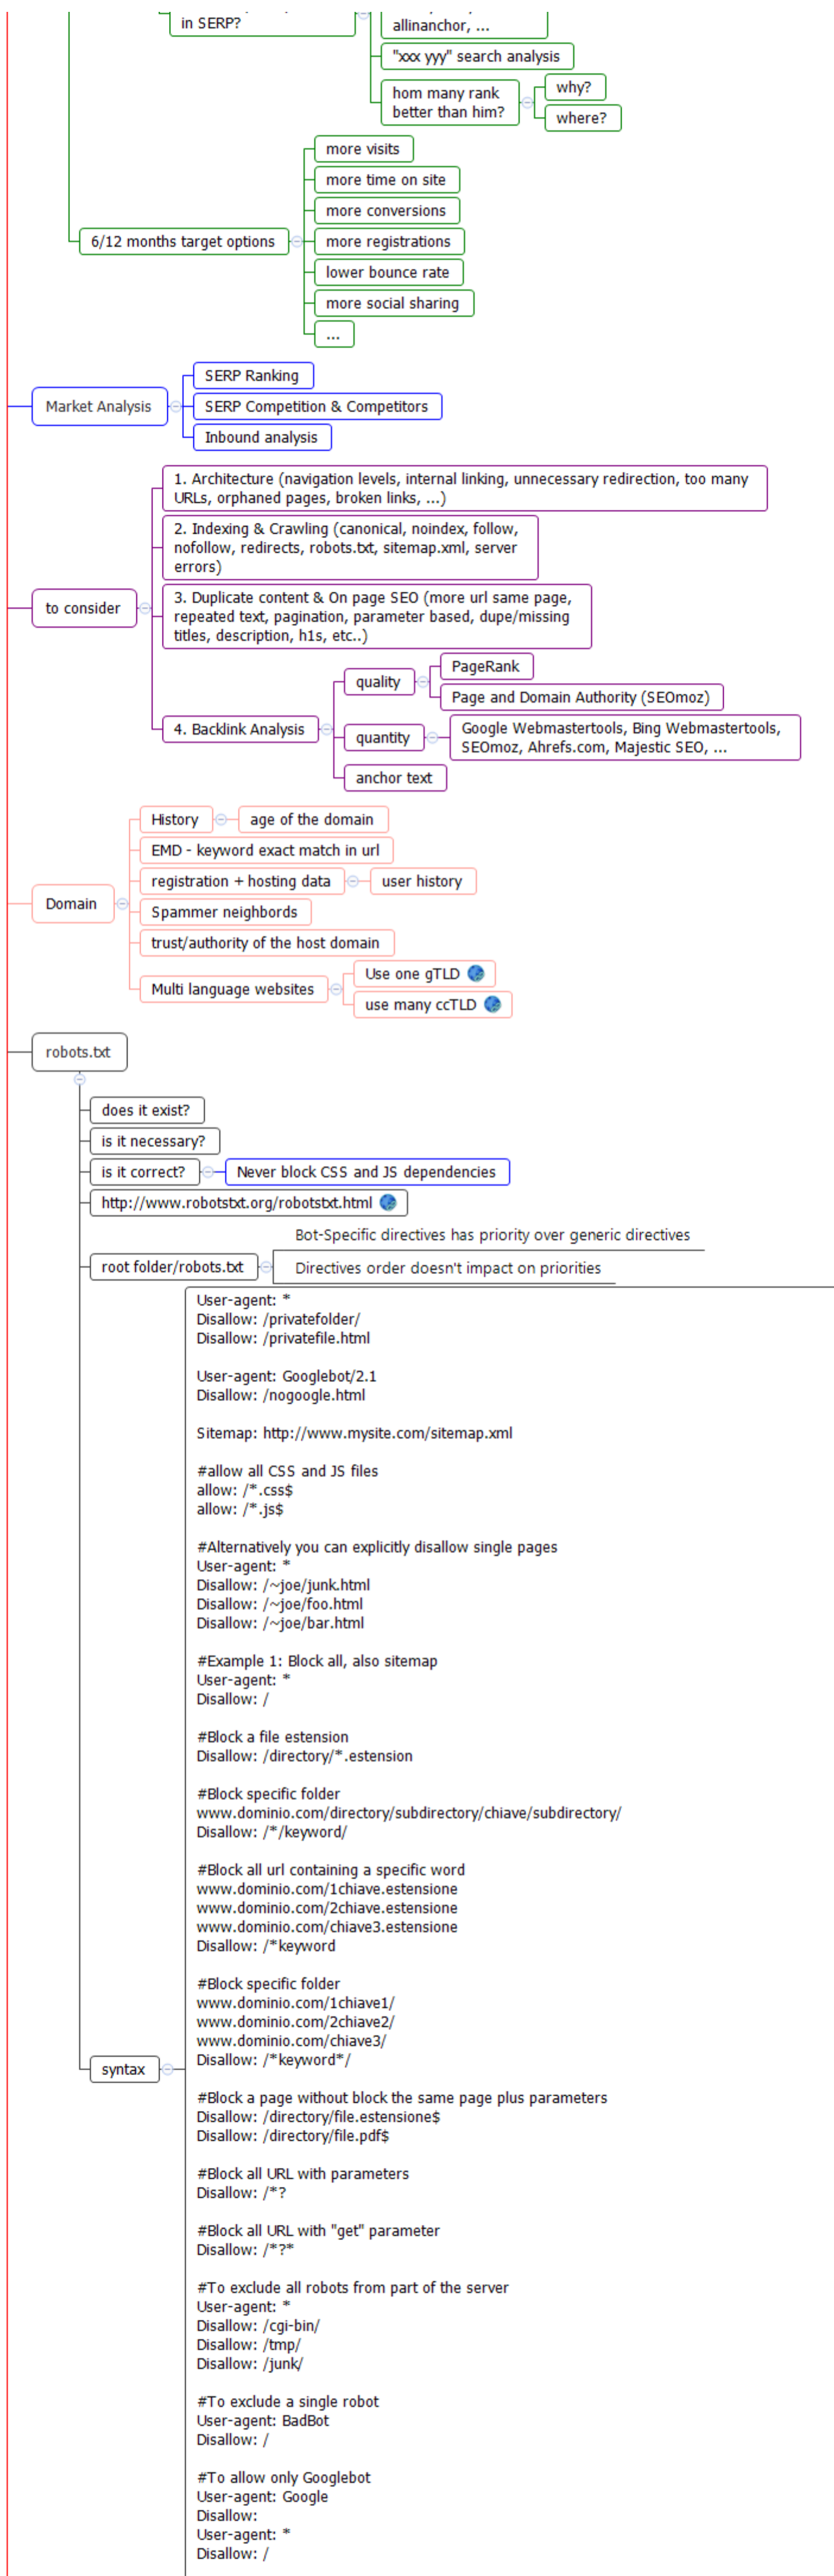 in SERP?
allinanchor, ...
"xxx yyy" search analysis
hom many rank
better than him?
why?
where?
6/12 months target options
more visits
more time on site
more conversions
more registrations
lower bounce rate
more social sharing
...
Market Analysis
SERP Ranking
SERP Competition & Competitors
Inbound analysis
to consider
1. Architecture (navigation levels, internal linking, unnecessary redirection, too many
URLs, orphaned pages, broken links, ...)
2. Indexing & Crawling (canonical, noindex, follow,
nofollow, redirects, robots.txt, sitemap.xml, server
errors)
3. Duplicate content & On page SEO (more url same page,
repeated text, pagination, parameter based, dupe/missing
titles, description, h1s, etc..)
4. Backlink Analysis
quality
PageRank
Page and Domain Authority (SEOmoz)
quantity
Google Webmastertools, Bing Webmastertools,
SEOmoz, Ahrefs.com, Majestic SEO, ...
anchor text
Domain
History
age of the domain
EMD - keyword exact match in url
registration + hosting data
user history
Spammer neighbords
trust/authority of the host domain
Multi language websites
Use one gTLD
use many ccTLD
robots.txt
does it exist?
is it necessary?
is it correct?
Never block CSS and JS dependencies
http://www.robotstxt.org/robotstxt.html
root folder/robots.txt
Bot-Specific directives has priority over generic directives
Directives order doesn't impact on priorities
syntax
User-agent: *
Disallow: /privatefolder/
Disallow: /privatefile.html
User-agent: Googlebot/2.1
Disallow: /nogoogle.html
Sitemap: http://www.mysite.com/sitemap.xml
#allow all CSS and JS files
allow: /*.css$
allow: /*.js$
#Alternatively you can explicitly disallow single pages
User-agent: *
Disallow: /~joe/junk.html
Disallow: /~joe/foo.html
Disallow: /~joe/bar.html
#Example 1: Block all, also sitemap
User-agent: *
Disallow: /
#Block a file estension
Disallow: /directory/*.estension
#Block specific folder
www.dominio.com/directory/subdirectory/chiave/subdirectory/
Disallow: /*/keyword/
#Block all url containing a specific word
www.dominio.com/1chiave.estensione
www.dominio.com/2chiave.estensione
www.dominio.com/chiave3.estensione
Disallow: /*keyword
#Block specific folder
www.dominio.com/1chiave1/
www.dominio.com/2chiave2/
www.dominio.com/chiave3/
Disallow: /*keyword*/
#Block a page without block the same page plus parameters
Disallow: /directory/file.estensione$
Disallow: /directory/file.pdf$
#Block all URL with parameters
Disallow: /*?
#Block all URL with "get" parameter
Disallow: /*?*
#To exclude all robots from part of the server
User-agent: *
Disallow: /cgi-bin/
Disallow: /tmp/
Disallow: /junk/
#To exclude a single robot
User-agent: BadBot
Disallow: /
#To allow only Googlebot
User-agent: Google
Disallow:
User-agent: *
Disallow: /